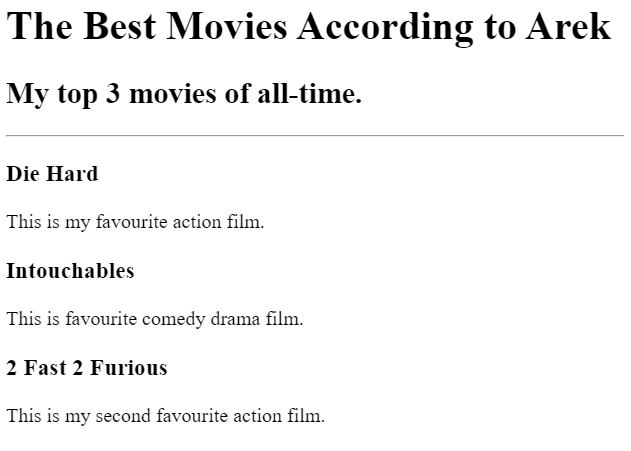 The Best Movies According to Arek
My top 3 movies of all-time.
Die Hard
This is my favourite action film.
Intouchables
This is favourite comedy drama film.
2 Fast 2 Furious
This is my second favourite action film.